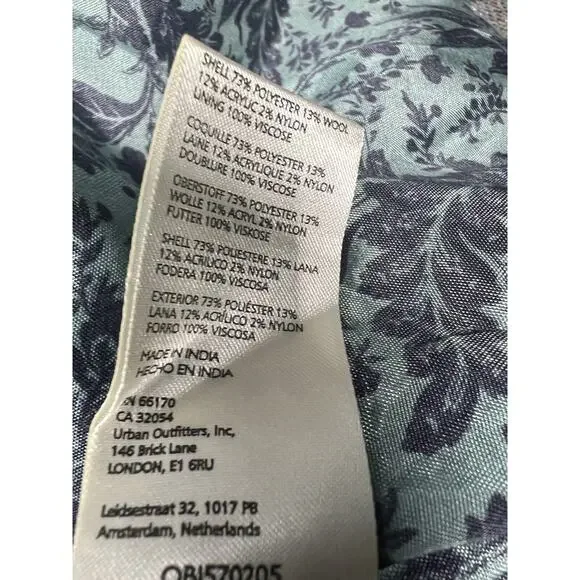 SHELL 73% POLYESTER 13% WOOL
12% ACRYLIC 2% NYLON
LINING 100% VISCOSE
COQUILLE 73% POLYESTER 13%
LAINE 12% ACRYLIQUE 2% NYLON
DOUBLURE 100% VISCOSE
OBERSTOFF 73% POLYESTER 13%
WOLLE 12% ACRYL 2% NYLON
FUTTER 100% VISKOSE
SHELL 73% POLIESTERE 13% LANA
12% ACRILICO 2% NYLON
FODERA 100% VISCOSA
EXTERIOR 73% POLIÉSTER 13%
LANA 12% ACRÍLICO 2% NYLON
FORRO 100% VISCOSA
MADE IN INDIA
HECHO EN INDIA
66170
CA 32054
Urban Outfitters, Inc,
146 Brick Lane
LONDON, E1 6RU
Leidsestraat 32, 1017 PB
Amsterdam, Netherlands
OBJ570205